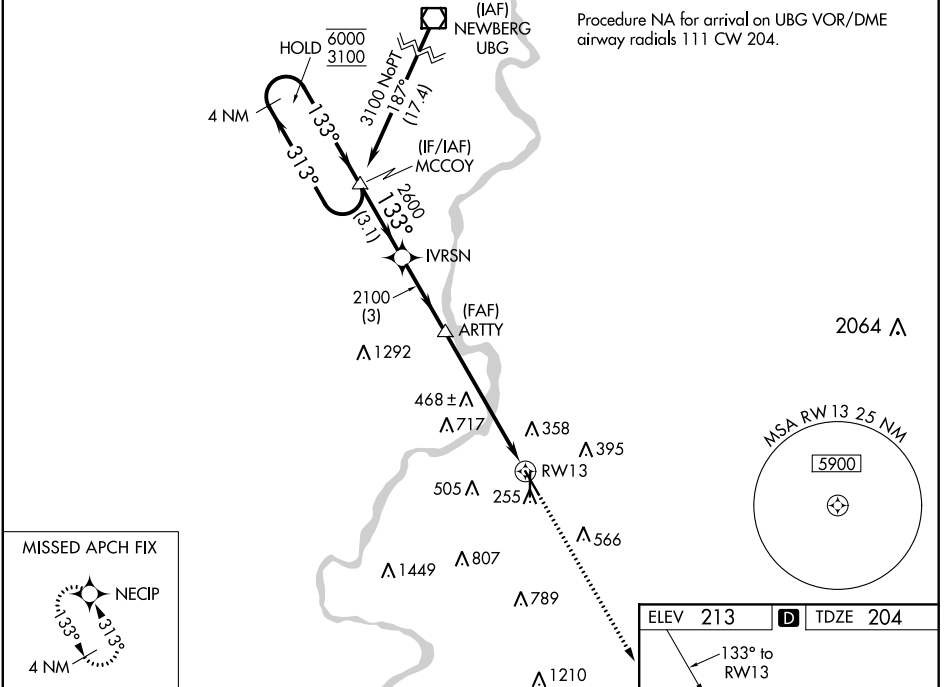 (IAF)
NEWBERG
UBG
Procedure NA for arrival on UBG VOR/DME
airway radials 111 CW 204.
HOLD
6000
3100
3100 NoPT
187°
(17.4)
4 NM
133°
313°
(IF/IAF)
MCCOY
2600
133°
(3.1)
IVRSN
2100
(3)
(FAF)
ARTTY
2064
1292
468 ±
717
358
395
RW13
505
255
566
1449
807
789
1210
MSA RW 13 25 NM
5900
MISSED APCH FIX
NECIP
133°
313°
4 NM
ELEV 213 D TDZE 204
133° to
RW13